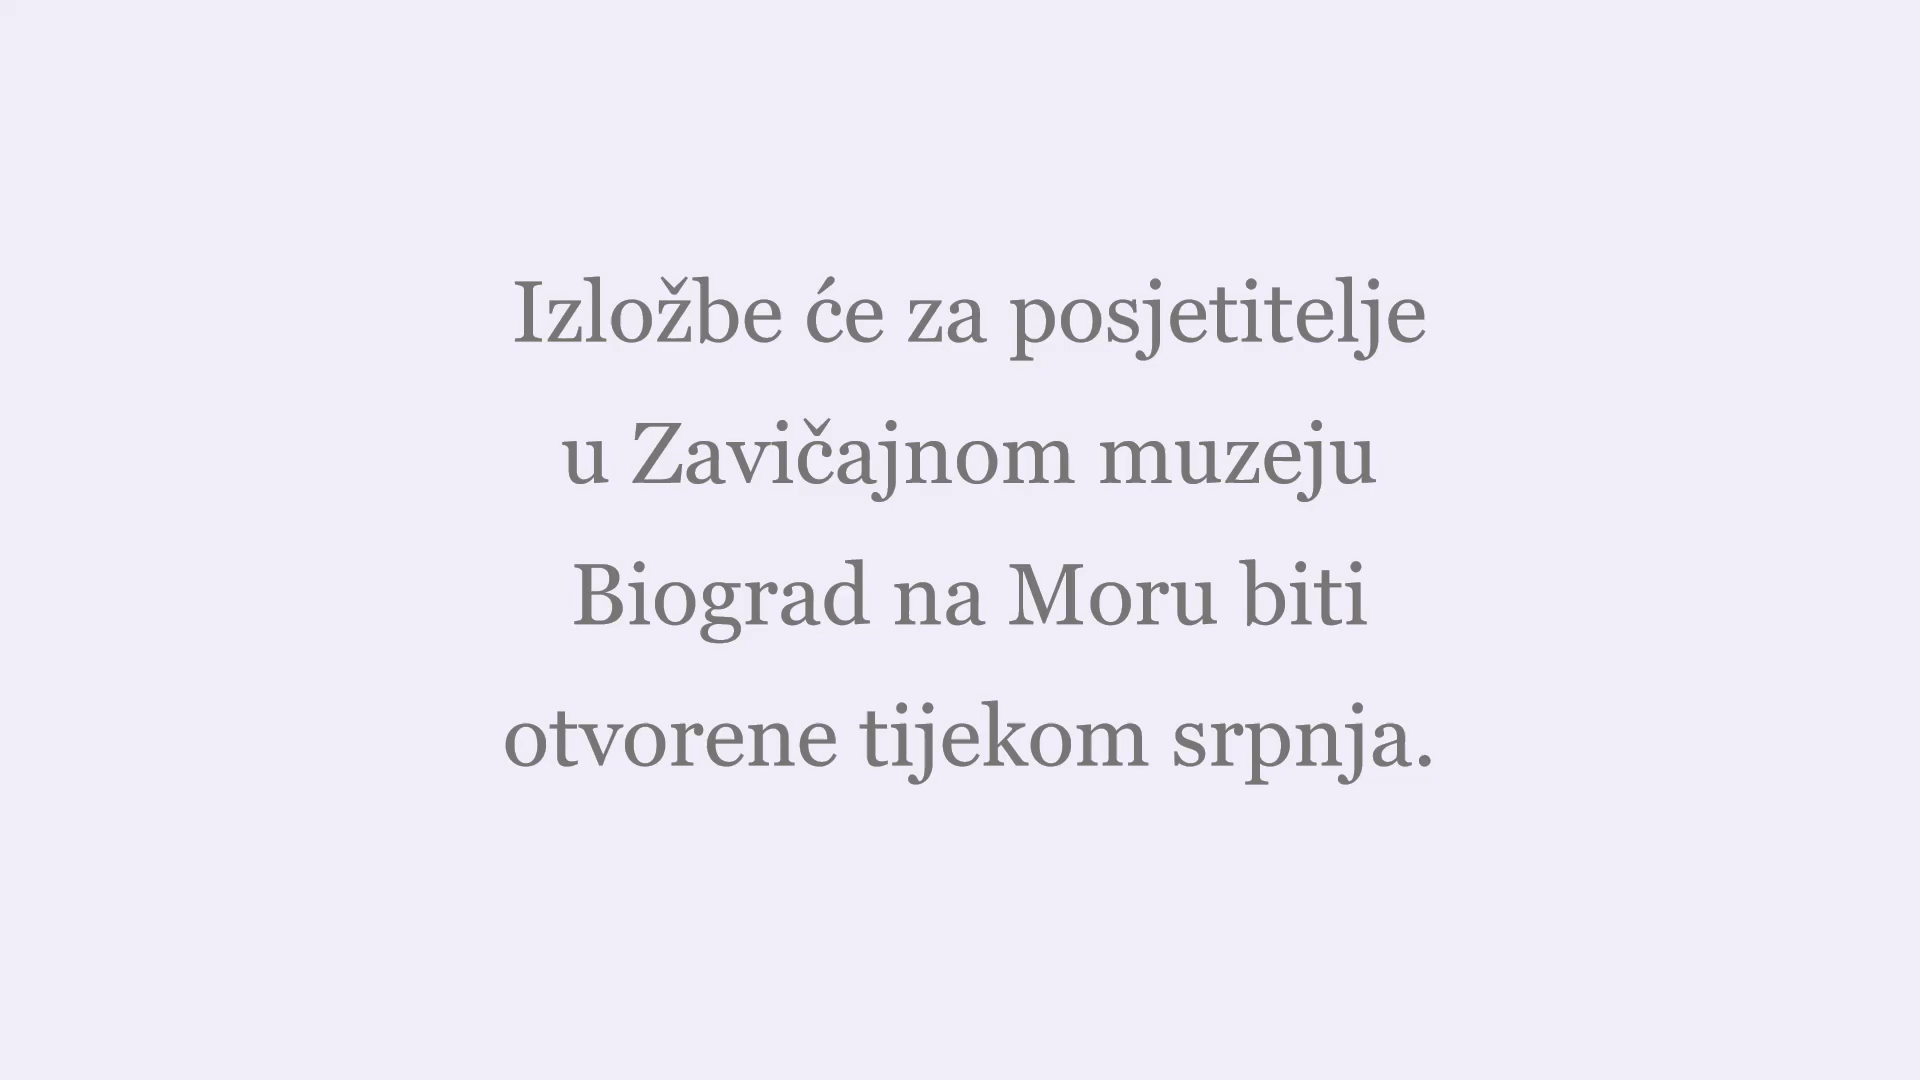 Izložbe će za posjetitelje
u Zavičajnom muzeju
Biograd na Moru biti
otvorene tijekom srpnja.